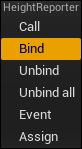 HeightReporter
Call
Bind
Unbind
Unbind all
Event
Assign